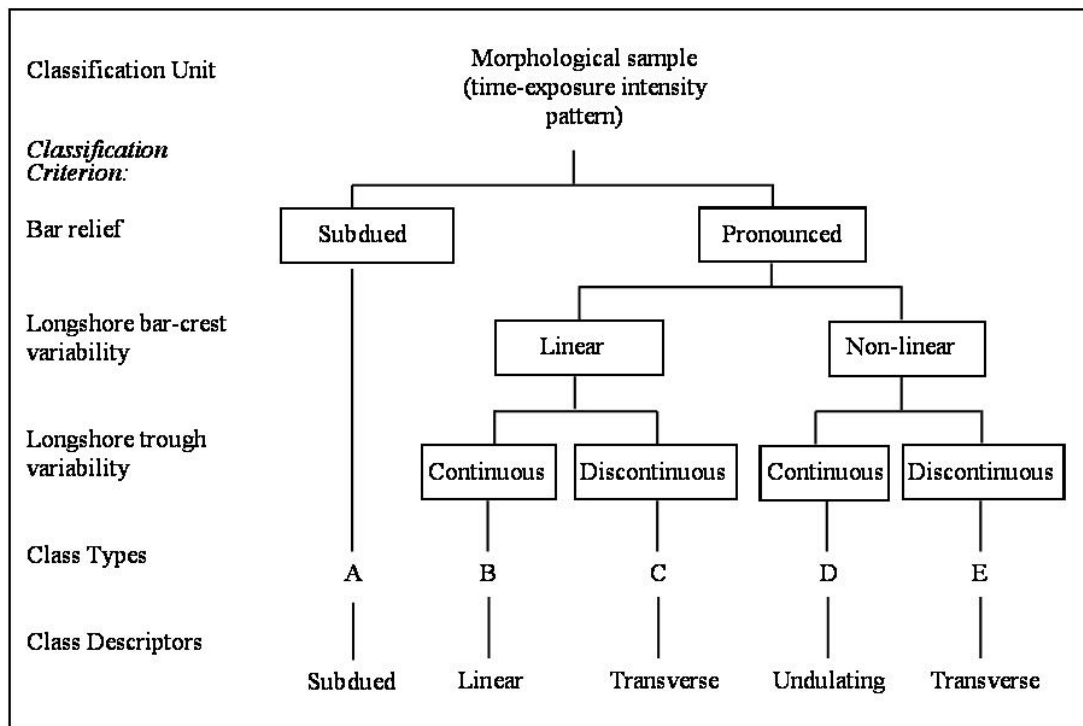 Classification Unit
Morphological sample
(time-exposure intensity
pattern)
Classification
Criterion:
Bar relief
Subdued
Pronounced
Longshore bar-crest
variability
Linear
Non-linear
Longshore trough
variability
Continuous
Discontinuous
Continuous
Discontinuous
Class Types
A
B
C
D
E
Class Descriptors
Subdued
Linear
Transverse
Undulating
Transverse